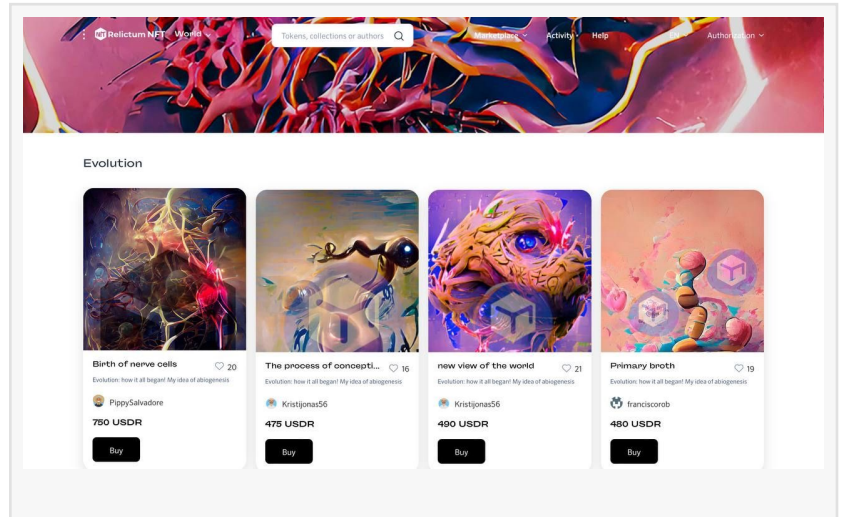 Relictum NFT World
Tokens, collections or authors
Marketplace Activity Help EN Authorization
Evolution
Birth of nerve cells 20
Evolution: how it all began! My idea of abiogenesis
PippySalvadore
750 USDR
Buy
The process of concepti... 16
Evolution: how it all began! My idea of abiogenesis
Kristijonas56
475 USDR
Buy
new view of the world 21
Evolution: how it all began! My idea of abiogenesis
Kristijonas56
490 USDR
Buy
Primary broth 19
Evolution: how it all began! My idea of abiogenesis
franciscorob
480 USDR
Buy